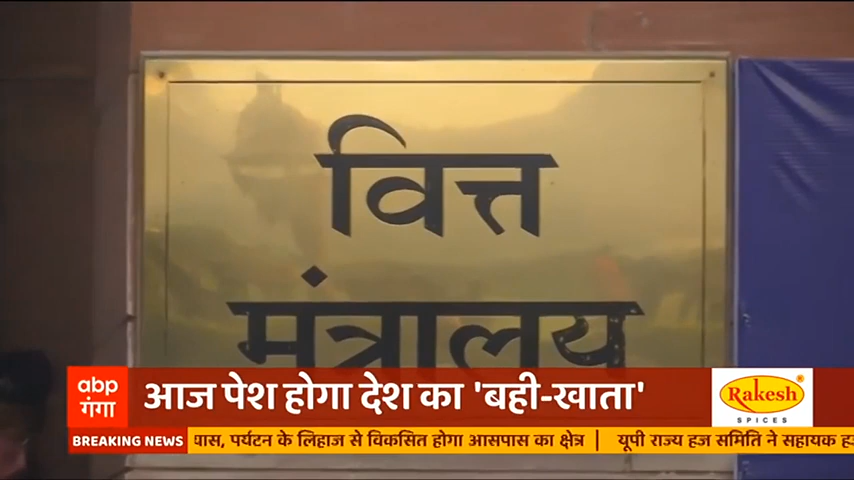 वित्त
मंत्रालय
abp
गंगा
आज पेश होगा देश का 'बही-खाता'
Rakesh
SPICES
BREAKING NEWS
पर्यटन के लिहाज से विकसित होगा आसपास का क्षेत्र | यूपी राज्य हज समिति ने सहायक